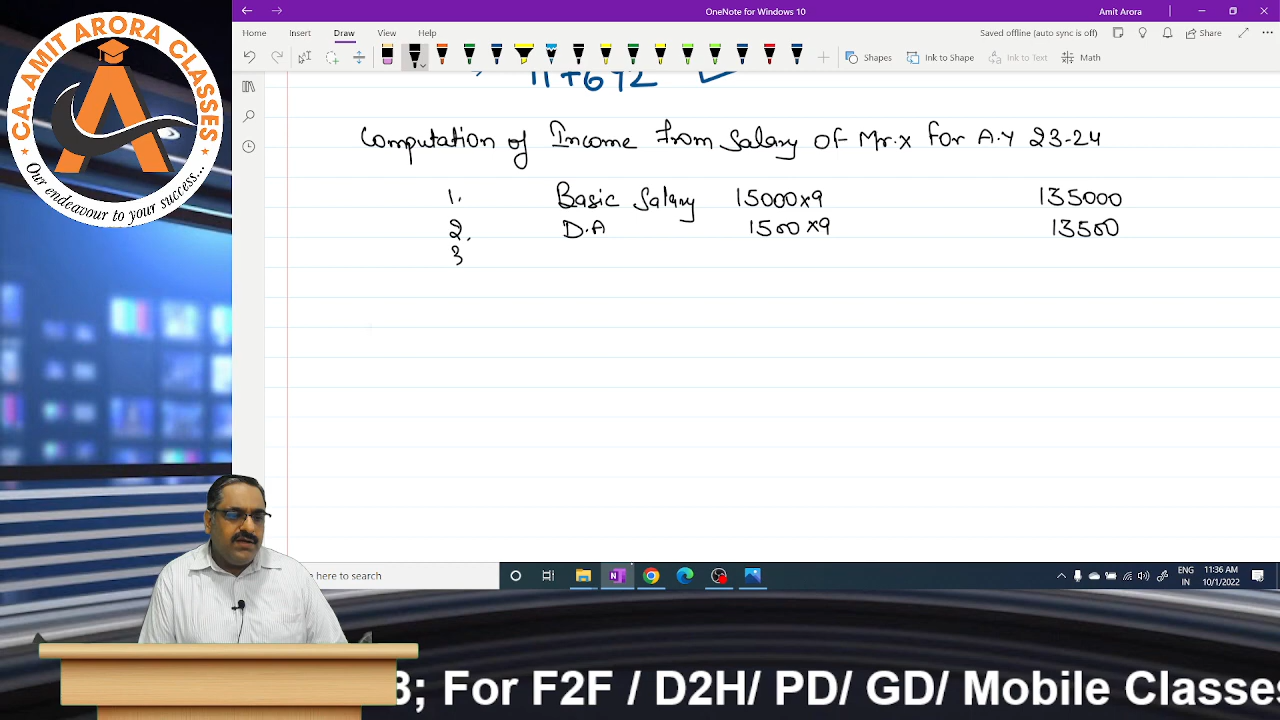 OneNote for Windows 10
Amit Arora
Home Insert Draw View Help
Saved offline (auto sync is off)
Share
Shapes
Ink to Shape
Ink to Text
Math
CA. AMIT ARORA CLASSES
Our endeavour to your success...
Computation of Income from Salary Of Mr.X For A.Y 23-24
1. Basic Salary 15000×9 135000
2. D.A 1500×9 13500
3
here to search
ENG
IN
11:36 AM
10/1/2022
3; For F2F / D2H/ PD/ GD/ Mobile Classes